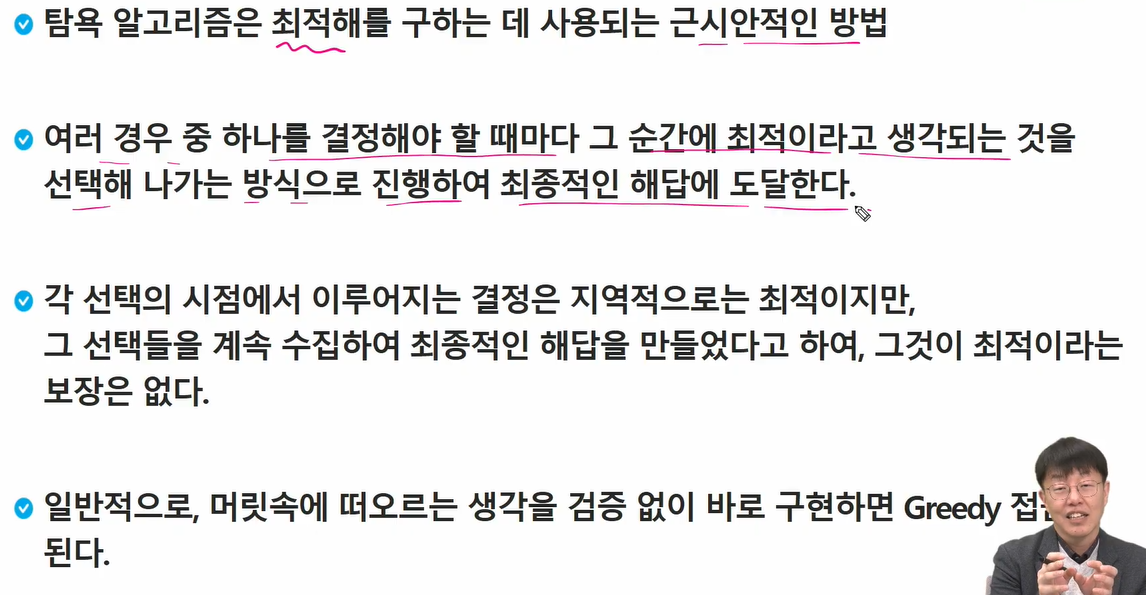 탐욕 알고리즘은 최적해를 구하는 데 사용되는 근시안적인 방법
여러 경우 중 하나를 결정해야 할 때마다 그 순간에 최적이라고 생각되는 것을
선택해 나가는 방식으로 진행하여 최종적인 해답에 도달한다.
각 선택의 시점에서 이루어지는 결정은 지역적으로는 최적이지만,
그 선택들을 계속 수집하여 최종적인 해답을 만들었다고 하여, 그것이 최적이라는
보장은 없다.
일반적으로, 머릿속에 떠오르는 생각을 검증 없이 바로 구현하면 Greedy
된다.